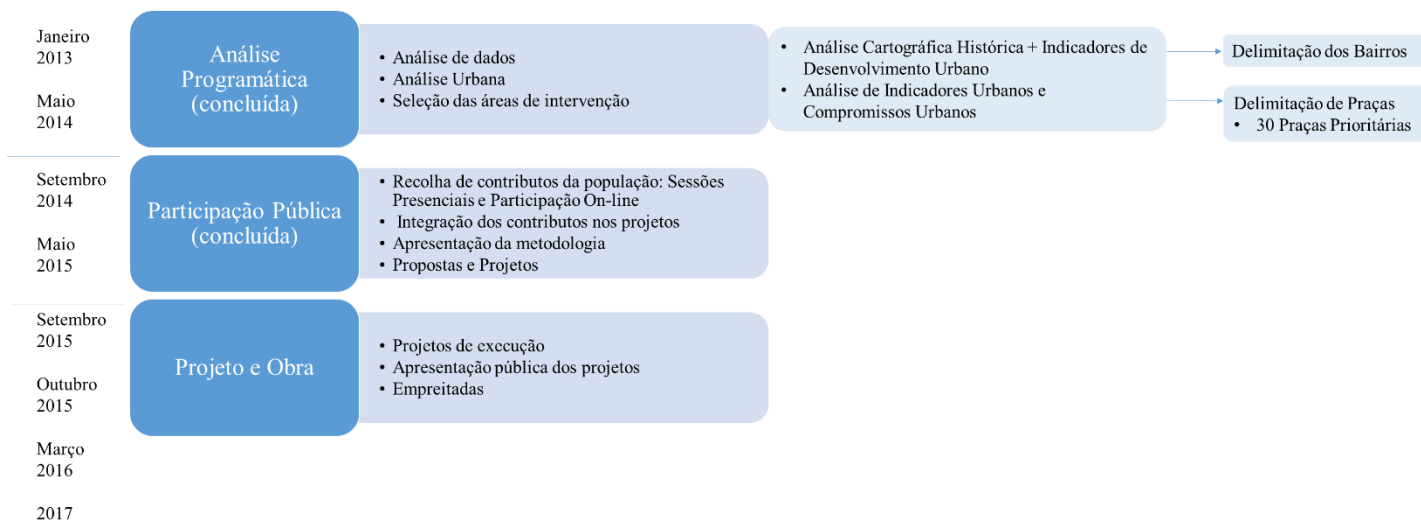 Janeiro
2013
Maio
2014
Análise
Programática
(concluída)
• Análise de dados
• Análise Urbana
• Seleção das áreas de intervenção
• Análise Cartográfica Histórica + Indicadores de
Desenvolvimento Urbano
• Análise de Indicadores Urbanos e
Compromissos Urbanos
Delimitação dos Bairros
Delimitação de Praças
• 30 Praças Prioritárias
Setembro
2014
Maio
2015
Participação Pública
(concluída)
• Recolha de contributos da população: Sessões
Presenciais e Participação On-line
• Integração dos contributos nos projetos
• Apresentação da metodologia
• Propostas e Projetos
Setembro
2015
Outubro
2015
Março
2016
2017
Projeto e Obra
• Projetos de execução
• Apresentação pública dos projetos
• Empreitadas